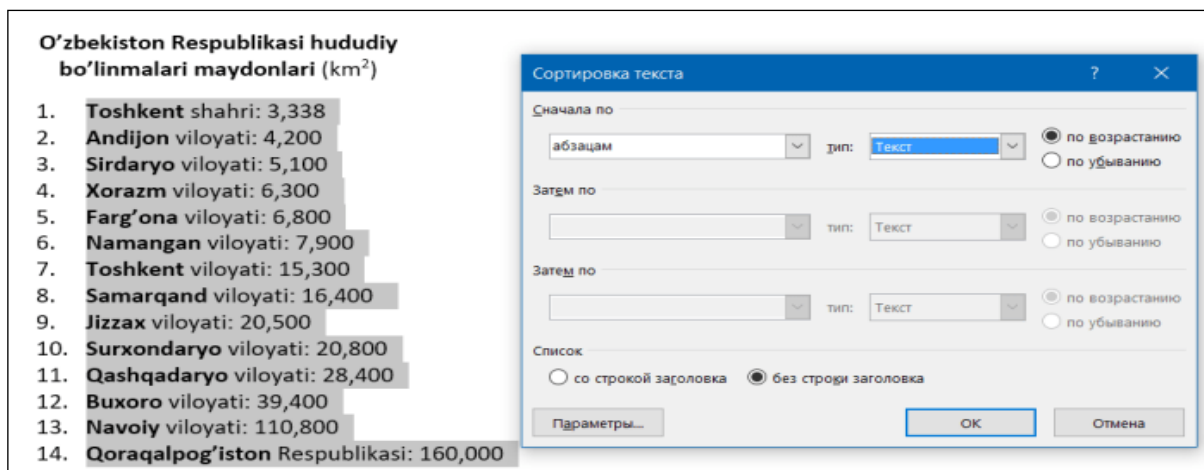 O’zbekiston Respublikasi hududiy
bo’linmalari maydonlari (km²)
1. Toshkent shahri: 3,338
2. Andijon viloyati: 4,200
3. Sirdaryo viloyati: 5,100
4. Xorazm viloyati: 6,300
5. Farg’ona viloyati: 6,800
6. Namangan viloyati: 7,900
7. Toshkent viloyati: 15,300
8. Samarqand viloyati: 16,400
9. Jizzax viloyati: 20,500
10. Surxondaryo viloyati: 20,800
11. Qashqadaryo viloyati: 28,400
12. Buxoro viloyati: 39,400
13. Navoiy viloyati: 110,800
14. Qoraqalpog’iston Respublikasi: 160,000
Сортировка текста ?
Сначала по
абзацам тип: Текст по возрастанию
по убыванию
Затем по
тип: Текст по возрастанию
по убыванию
Затем по
тип: Текст по возрастанию
по убыванию
Список
со строкой заголовка без строки заголовка
Параметры... ОК Отмена